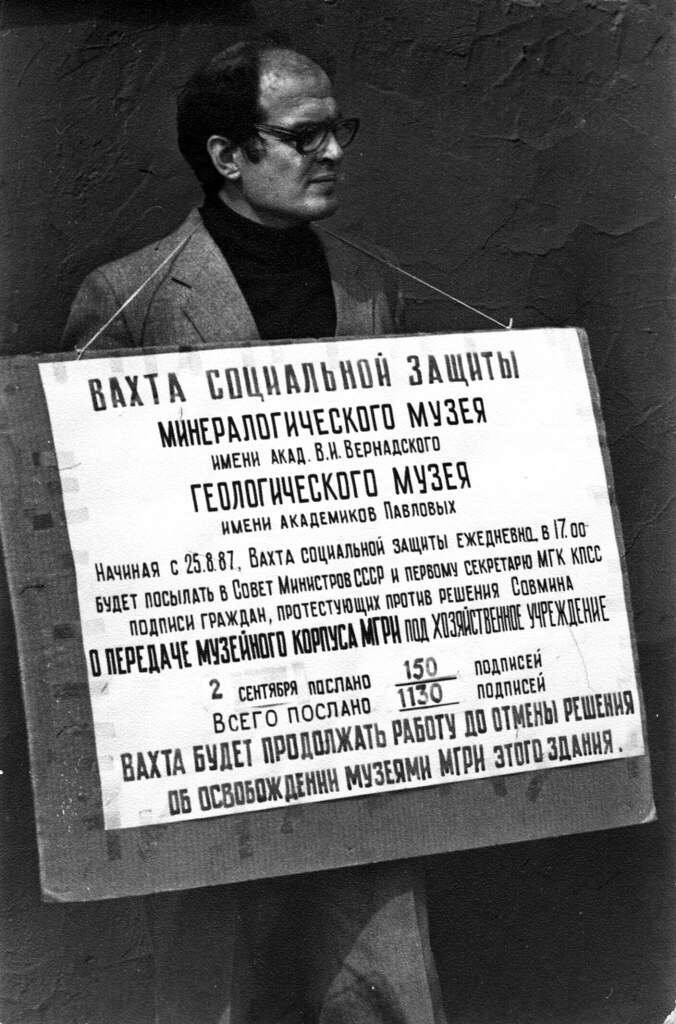 ВАХТА СОЦИАЛЬНОЙ ЗАЩИТЫ
МИНЕРАЛОГИЧЕСКОГО МУЗЕЯ
ИМЕНИ АКАД. В.И. ВЕРНАДСКОГО
ГЕОЛОГИЧЕСКОГО МУЗЕЯ
ИМЕНИ АКАДЕМИКОВ ПАВЛОВЫХ
НАЧИНАЯ С 25.8.87, ВАХТА СОЦИАЛЬНОЙ ЗАЩИТЫ ЕЖЕДНЕВНО В 17.00
БУДЕТ ПОСЫЛАТЬ В СОВЕТ МИНИСТРОВ СССР И ПЕРВОМУ СЕКРЕТАРЮ МГК КПСС
ПОДПИСИ ГРАЖДАН, ПРОТЕСТУЮЩИХ ПРОТИВ РЕШЕНИЯ СОВМИНА
О ПЕРЕДАЧЕ МУЗЕЙНОГО КОРПУСА МГРИ ПОД ХОЗЯЙСТВЕННОЕ УЧРЕЖДЕНИЕ
2 СЕНТЯБРЯ ПОСЛАНО 150 ПОДПИСЕЙ
ВСЕГО ПОСЛАНО 1130 ПОДПИСЕЙ
ВАХТА БУДЕТ ПРОДОЛЖАТЬ РАБОТУ ДО ОТМЕНЫ РЕШЕНИЯ
ОБ ОСВОБОЖДЕНИИ МУЗЕЯМИ МГРИ ЭТОГО ЗДАНИЯ.